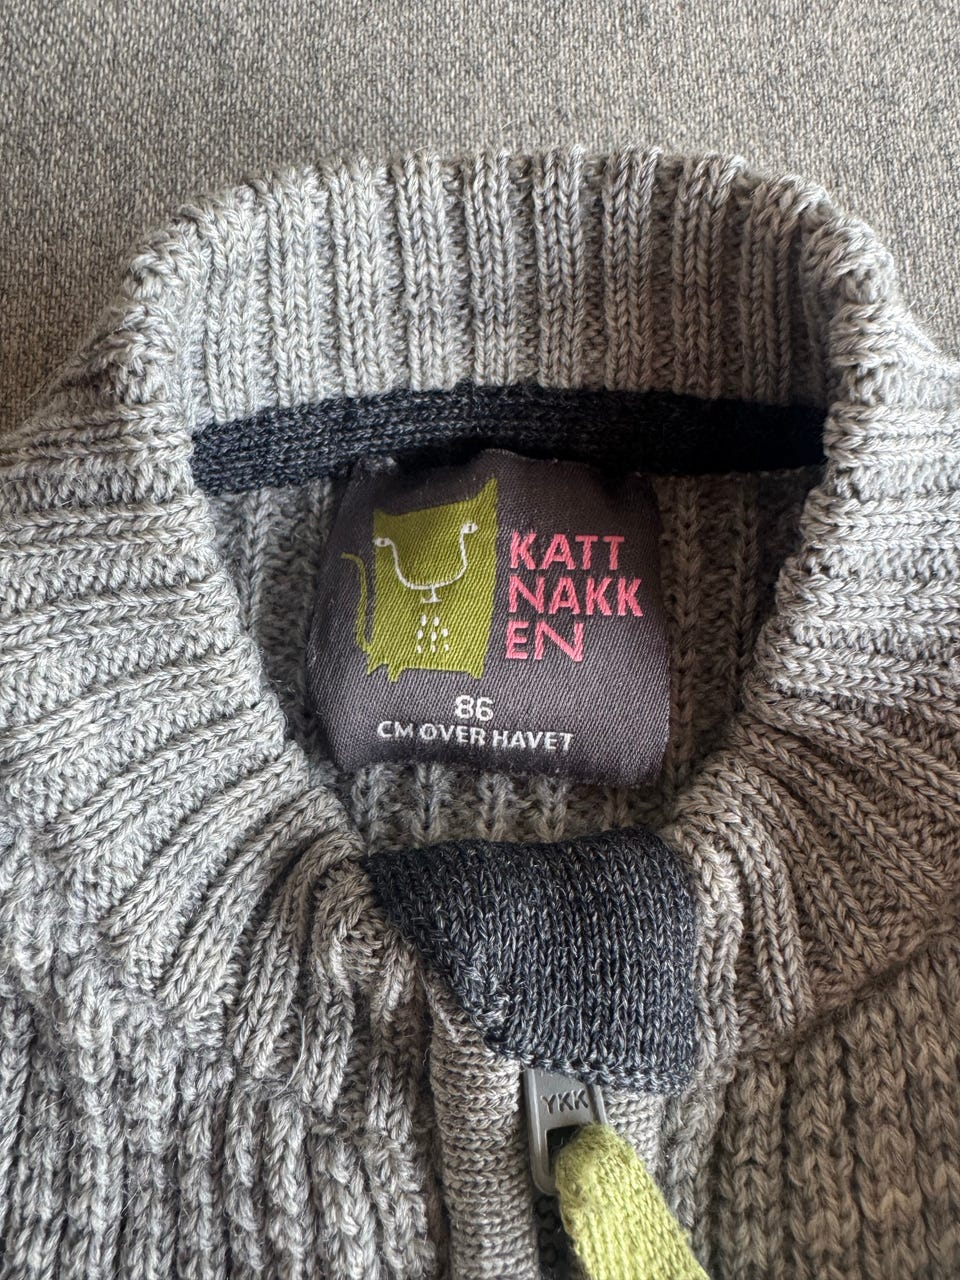 KATT
NAKK
EN
86
CM OVER HAVET
YKK